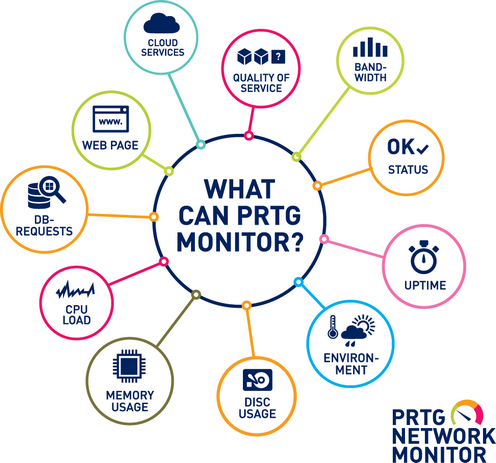 CLOUD
SERVICES
?
QUALITY OF
SERVICE
BAND-
WIDTH
www.
WEB PAGE
OK
STATUS
WHAT
CAN PRTG
MONITOR?
DB-
REQUESTS
UPTIME
CPU
LOAD
ENVIRON-
MENT
MEMORY
USAGE
DISC
USAGE
PRTG
NETWORK
MONITOR